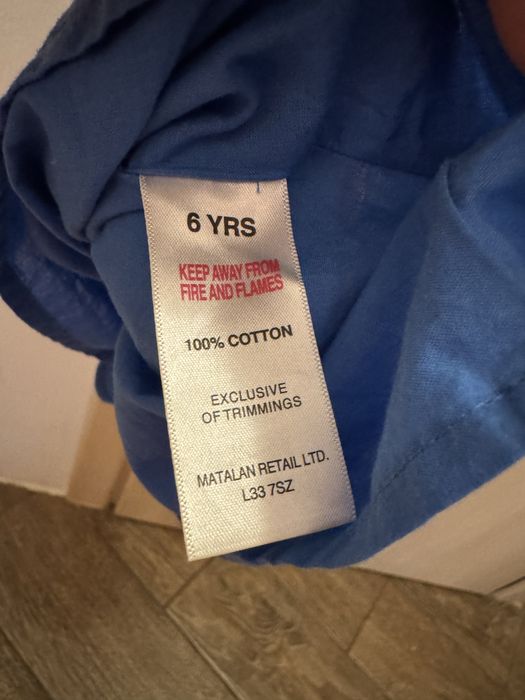 6 YRS
KEEP AWAY FROM
FIRE AND FLAMES
100% COTTON
EXCLUSIVE
OF TRIMMINGS
MATALAN RETAIL LTD.
L33 7SZ